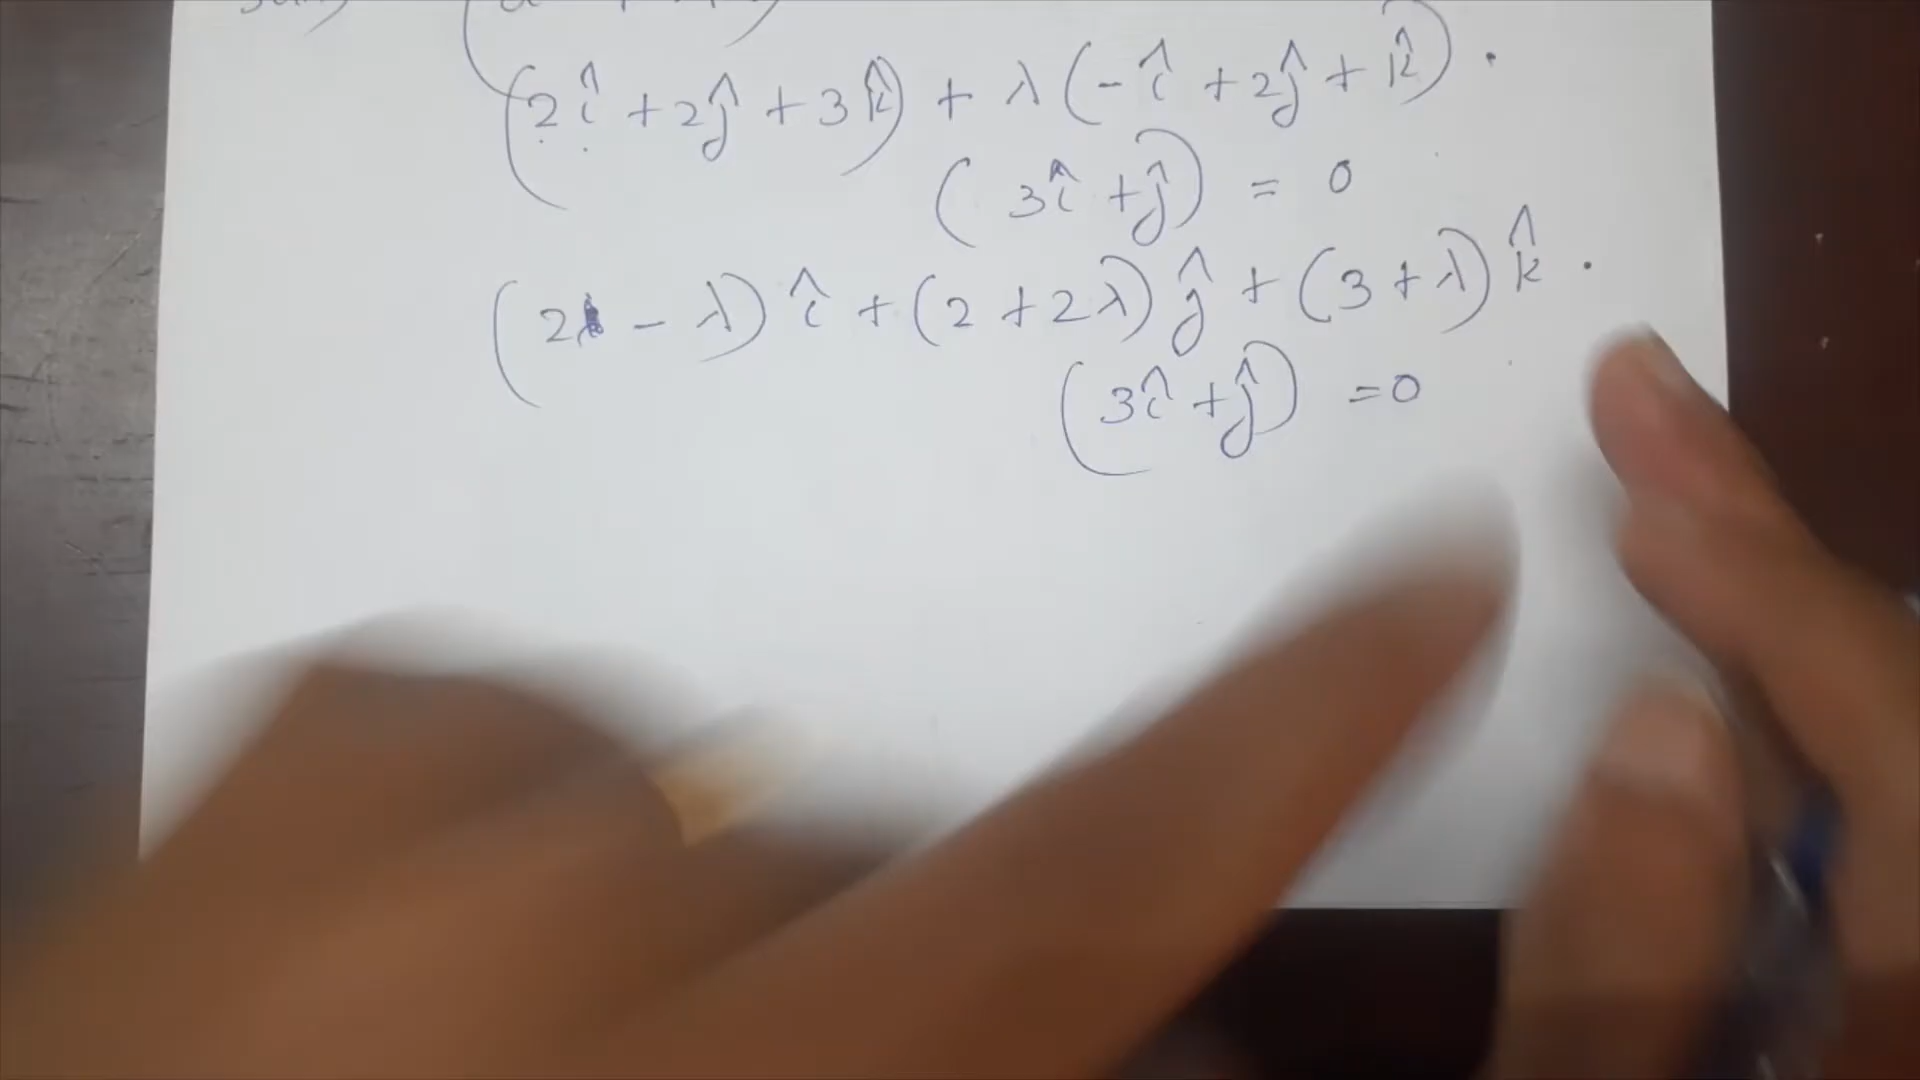 (2î + 2ĵ + 3k̂) + λ(-î + 2ĵ + k̂) .
(3î + ĵ) = 0
(2 - λ) î + (2 + 2λ) ĵ + (3 + λ) k̂ .
(3î + ĵ) = 0